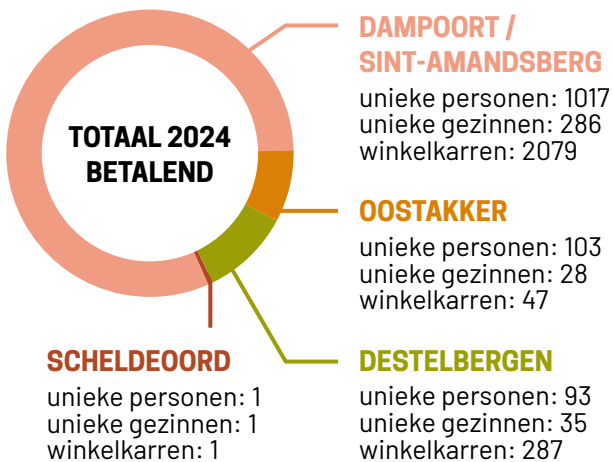 TOTAAL 2024
BETALEND
DAMPOORT /
SINT-AMANDSBERG
unieke personen: 1017
unieke gezinnen: 286
winkelkarren: 2079
OOSTAKKER
unieke personen: 103
unieke gezinnen: 28
winkelkarren: 47
SCHELDEOORD
unieke personen: 1
unieke gezinnen: 1
winkelkarren: 1
DESTELBERGEN
unieke personen: 93
unieke gezinnen: 35
winkelkarren: 287